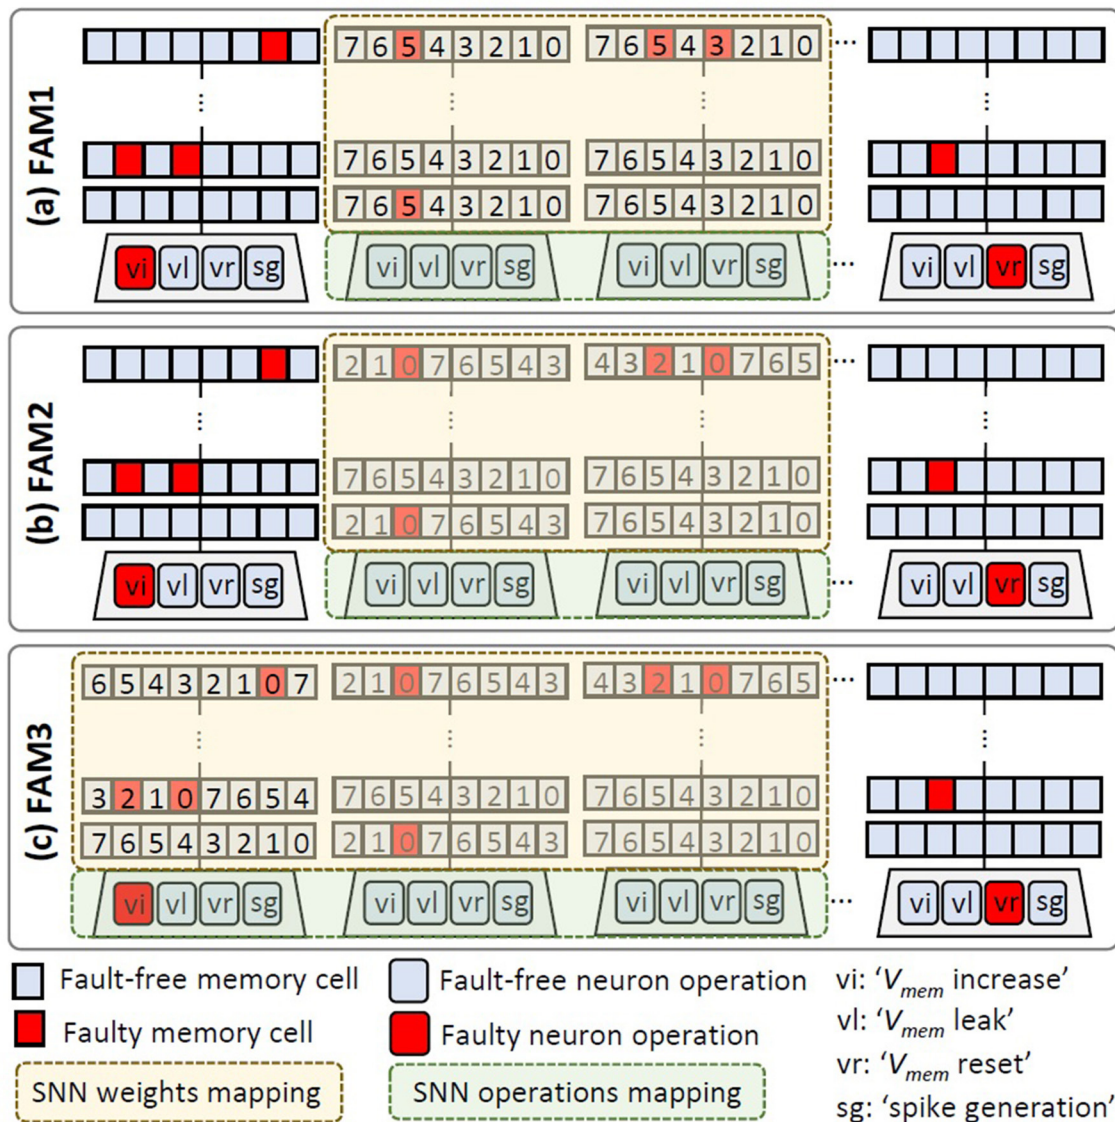 (a) FAM1
7 6 5 4 3 2 1 0 7 6 5 4 3 2 1 0 ...
⋮ ⋮ ⋮ ⋮
7 6 5 4 3 2 1 0 7 6 5 4 3 2 1 0
7 6 5 4 3 2 1 0 7 6 5 4 3 2 1 0
vi vl vr sg vi vl vr sg vi vl vr sg ... vi vl vr sg
(b) FAM2
2 1 0 7 6 5 4 3 4 3 2 1 0 7 6 5 ...
⋮ ⋮ ⋮ ⋮
7 6 5 4 3 2 1 0 7 6 5 4 3 2 1 0
2 1 0 7 6 5 4 3 7 6 5 4 3 2 1 0
vi vl vr sg vi vl vr sg vi vl vr sg ... vi vl vr sg
(c) FAM3
6 5 4 3 2 1 0 7 2 1 0 7 6 5 4 3 4 3 2 1 0 7 6 5 ...
⋮ ⋮ ⋮ ⋮
3 2 1 0 7 6 5 4 7 6 5 4 3 2 1 0 7 6 5 4 3 2 1 0
7 6 5 4 3 2 1 0 2 1 0 7 6 5 4 3 7 6 5 4 3 2 1 0
vi vl vr sg vi vl vr sg vi vl vr sg ... vi vl vr sg
Fault-free memory cell
Faulty memory cell
SNN weights mapping
Fault-free neuron operation
Faulty neuron operation
SNN operations mapping
vi: ‘Vmem increase’
vl: ‘Vmem leak’
vr: ‘Vmem reset’
sg: ‘spike generation’